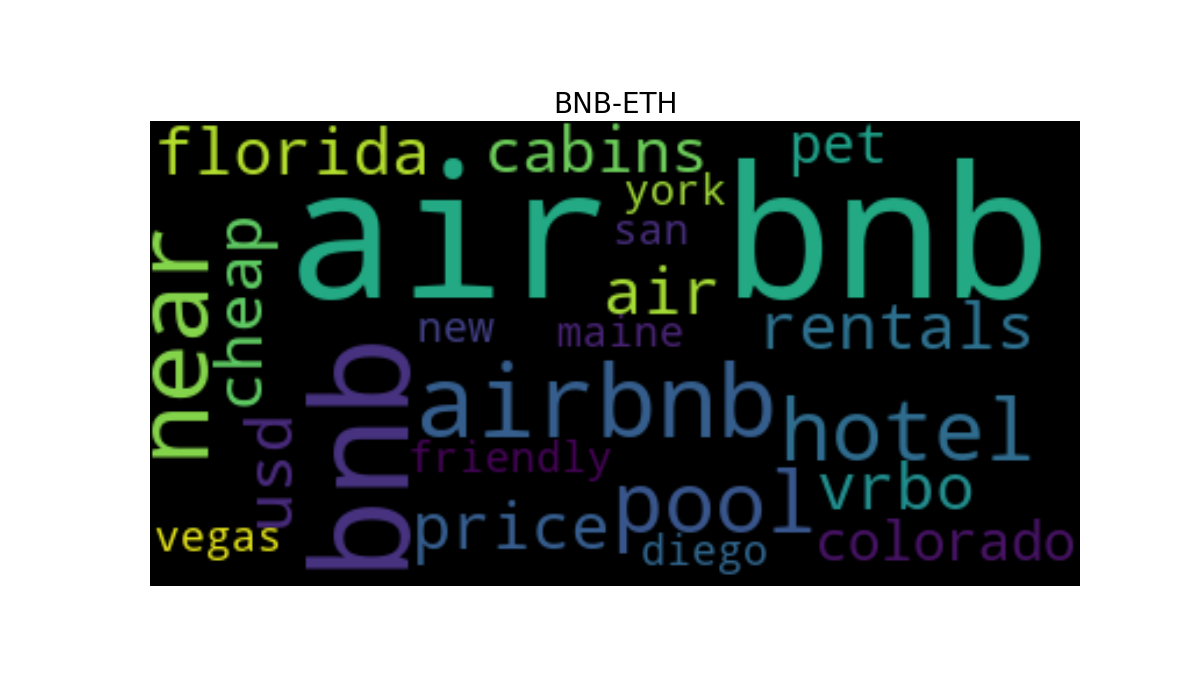 BNB-ETH
florida
cabins
pet
air bnb
york
san
near
cheap
air
new
maine
rentals
bnb
airbnb
hotel
usd
friendly
pool
vrbo
vegas
price
diego
colorado